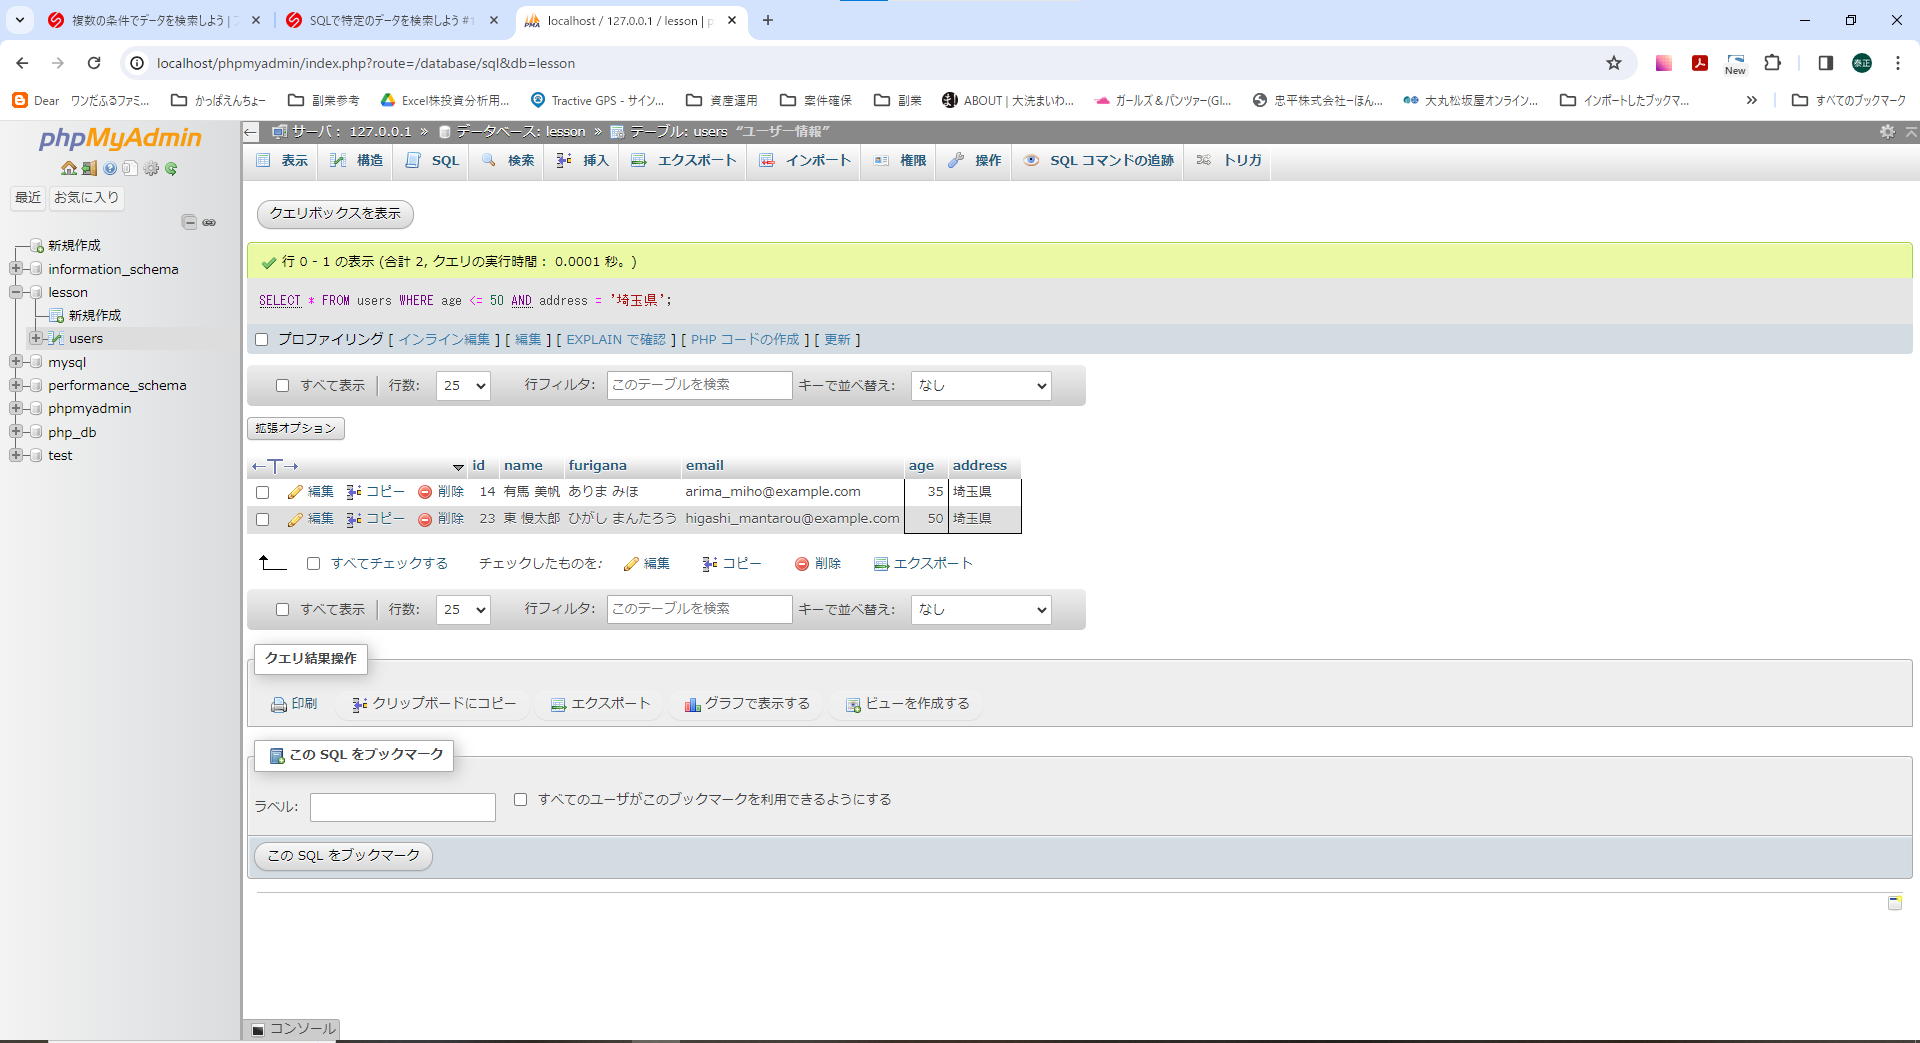 複数の条件でデータを検索しよう |
SQLで特定のデータを検索しよう #1
localhost / 127.0.0.1 / lesson | p
localhost/phpmyadmin/index.php?route=/database/sql&db=lesson
New
泰正
Dear ワンだふるファミ...
かっぱえんちょー
副業参考
Excel株投資分析用...
Tractive GPS - サイン...
資産運用
案件確保
副業
ABOUT | 大洗まいわ...
ガールズ&パンツァー(GI...
忠平株式会社ーほん...
大丸松坂屋オンライン...
インポートしたブックマ...
»
すべてのブックマーク
phpMyAdmin
最近 お気に入り
新規作成
information_schema
lesson
新規作成
users
mysql
performance_schema
phpmyadmin
php_db
test
サーバ： 127.0.0.1 » データベース: lesson » テーブル: users “ユーザー情報”
表示 構造 SQL 検索 挿入 エクスポート インポート 権限 操作 SQL コマンドの追跡 トリガ
クエリボックスを表示
行 0 - 1 の表示 (合計 2, クエリの実行時間： 0.0001 秒。)
SELECT * FROM users WHERE age <= 50 AND address = '埼玉県';
プロファイリング [ インライン編集 ] [ 編集 ] [ EXPLAIN で確認 ] [ PHP コードの作成 ] [ 更新 ]
すべて表示 行数: 25 行フィルタ: このテーブルを検索 キーで並べ替え: なし
拡張オプション
←T→ id name furigana email age address
編集 コピー 削除 14 有馬 美帆 ありま みほ arima_miho@example.com 35 埼玉県
編集 コピー 削除 23 東 慢太郎 ひがし まんたろう higashi_mantarou@example.com 50 埼玉県
すべてチェックする チェックしたものを: 編集 コピー 削除 エクスポート
すべて表示 行数: 25 行フィルタ: このテーブルを検索 キーで並べ替え: なし
クエリ結果操作
印刷 クリップボードにコピー エクスポート グラフで表示する ビューを作成する
この SQL をブックマーク
ラベル: すべてのユーザがこのブックマークを利用できるようにする
この SQL をブックマーク
コンソール